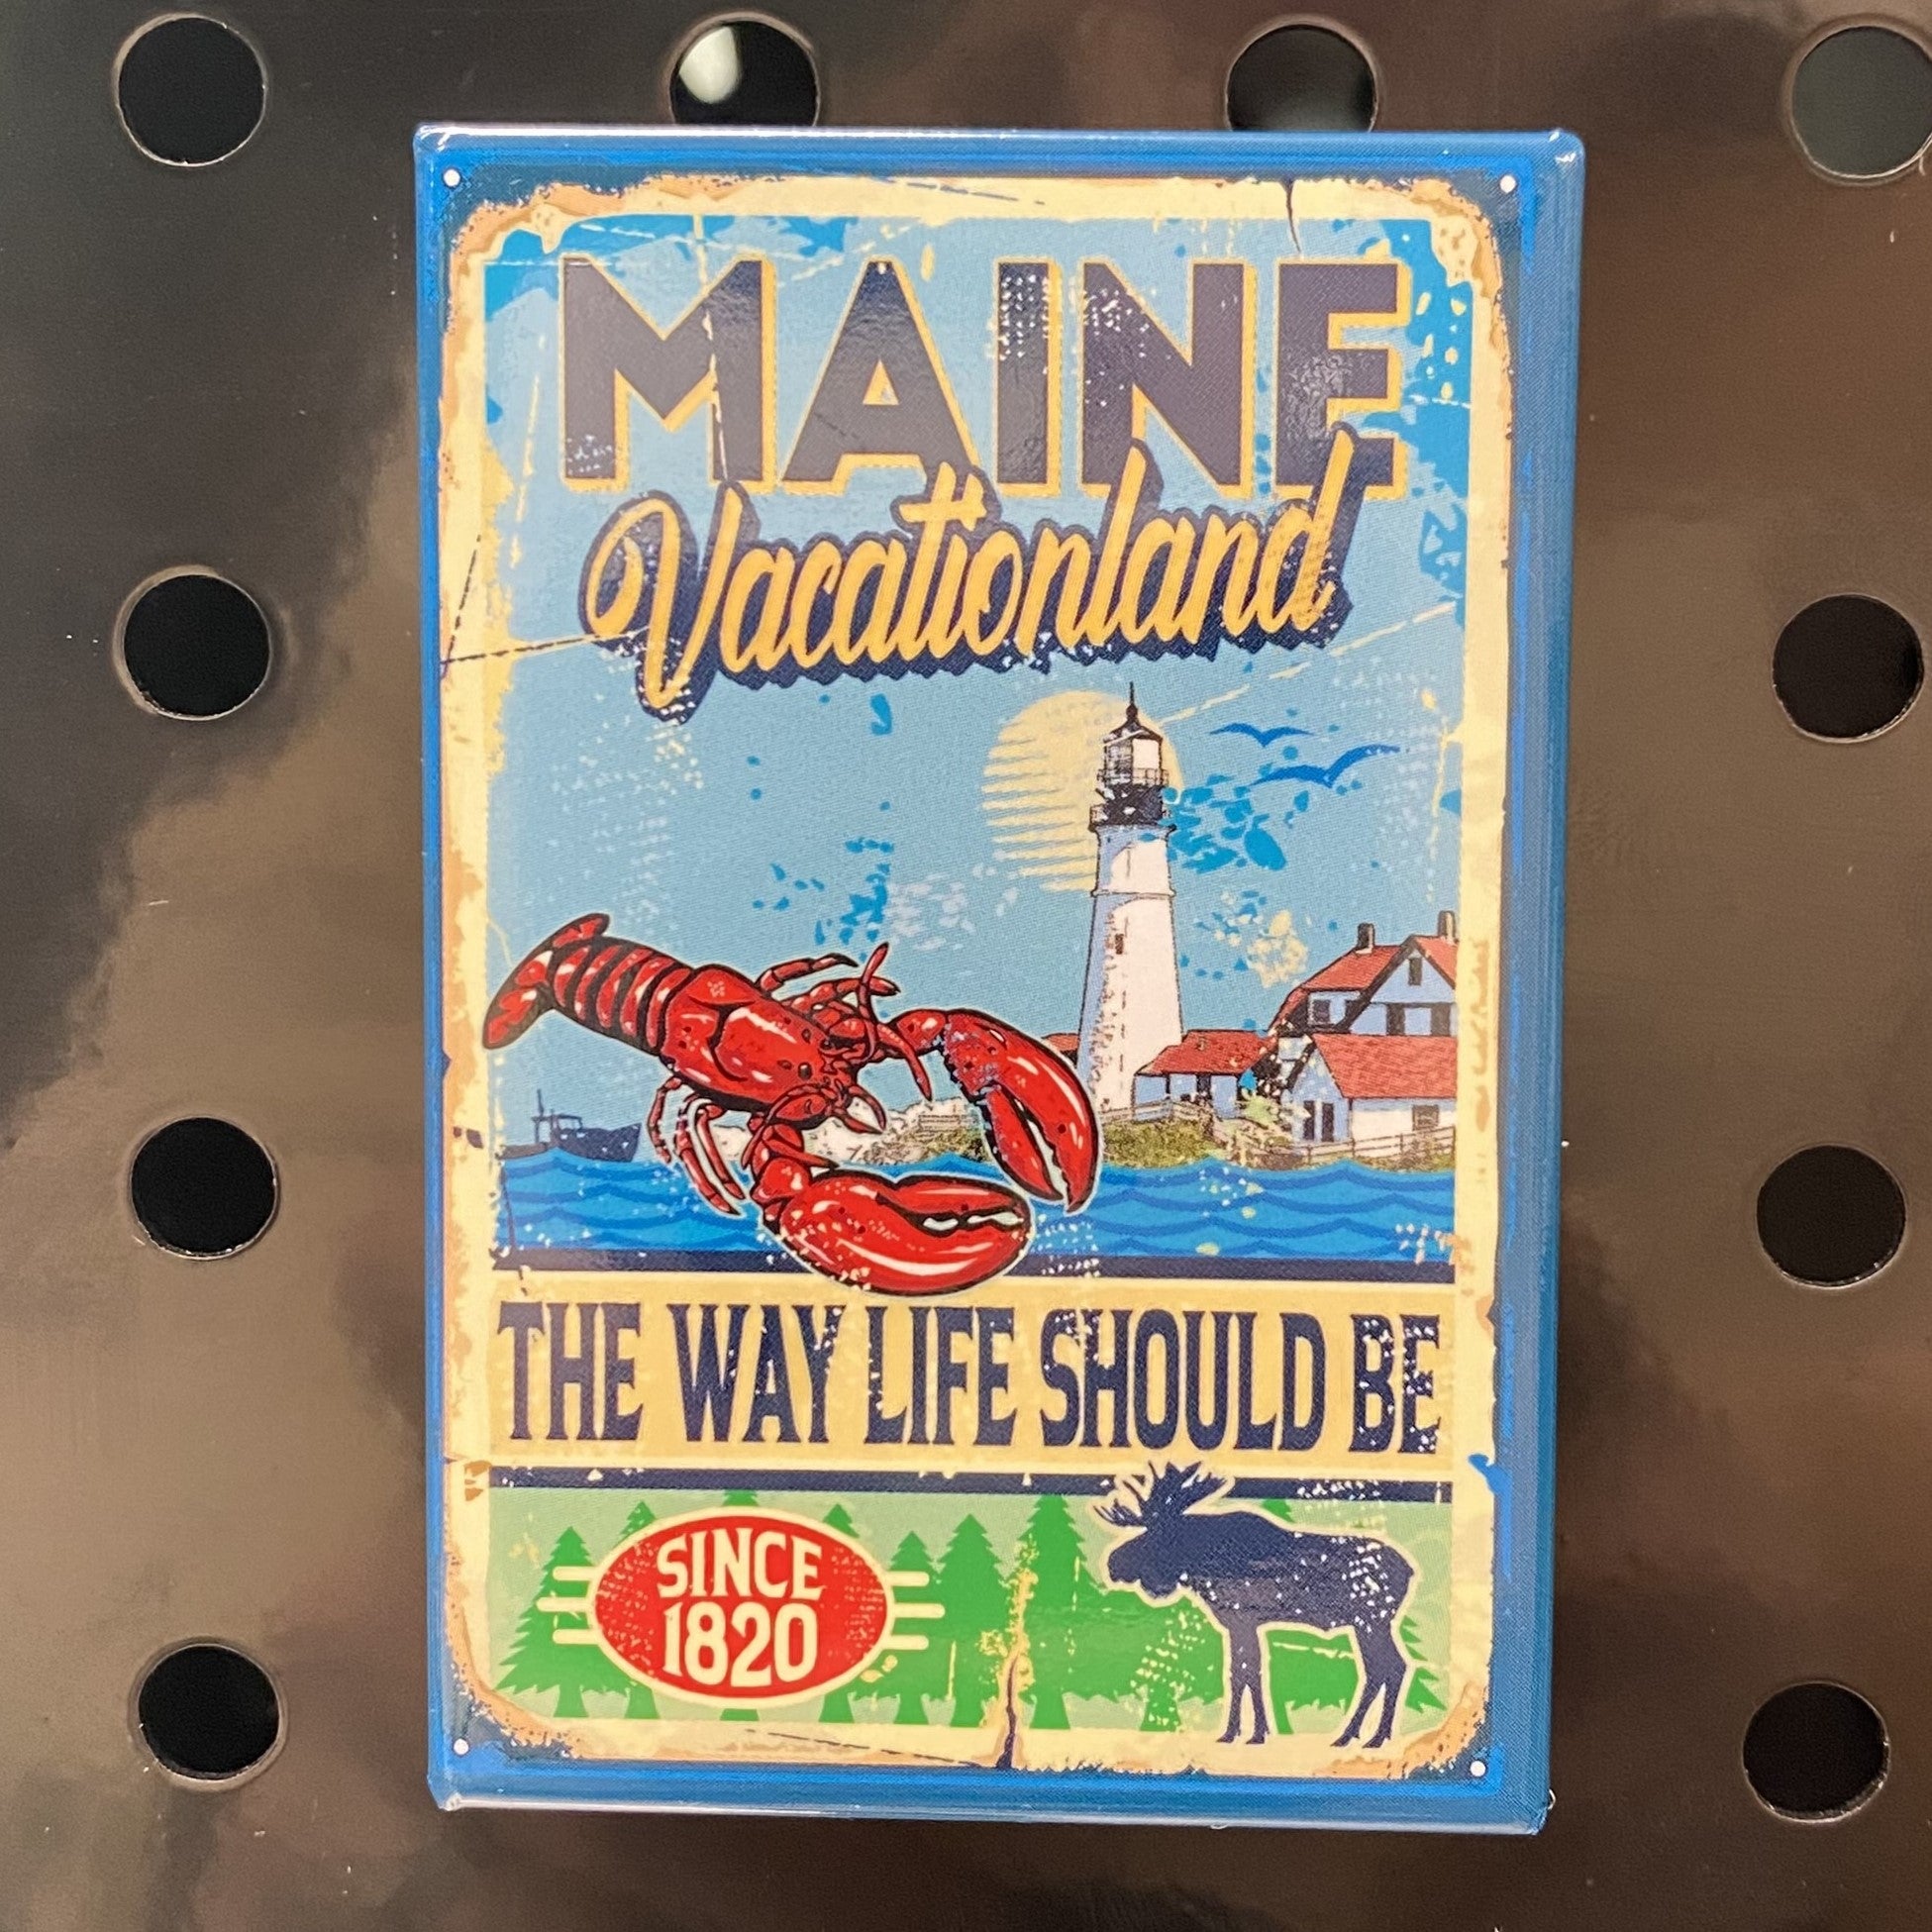 MAINE
Vacationland
THE WAY LIFE SHOULD BE
SINCE
1820